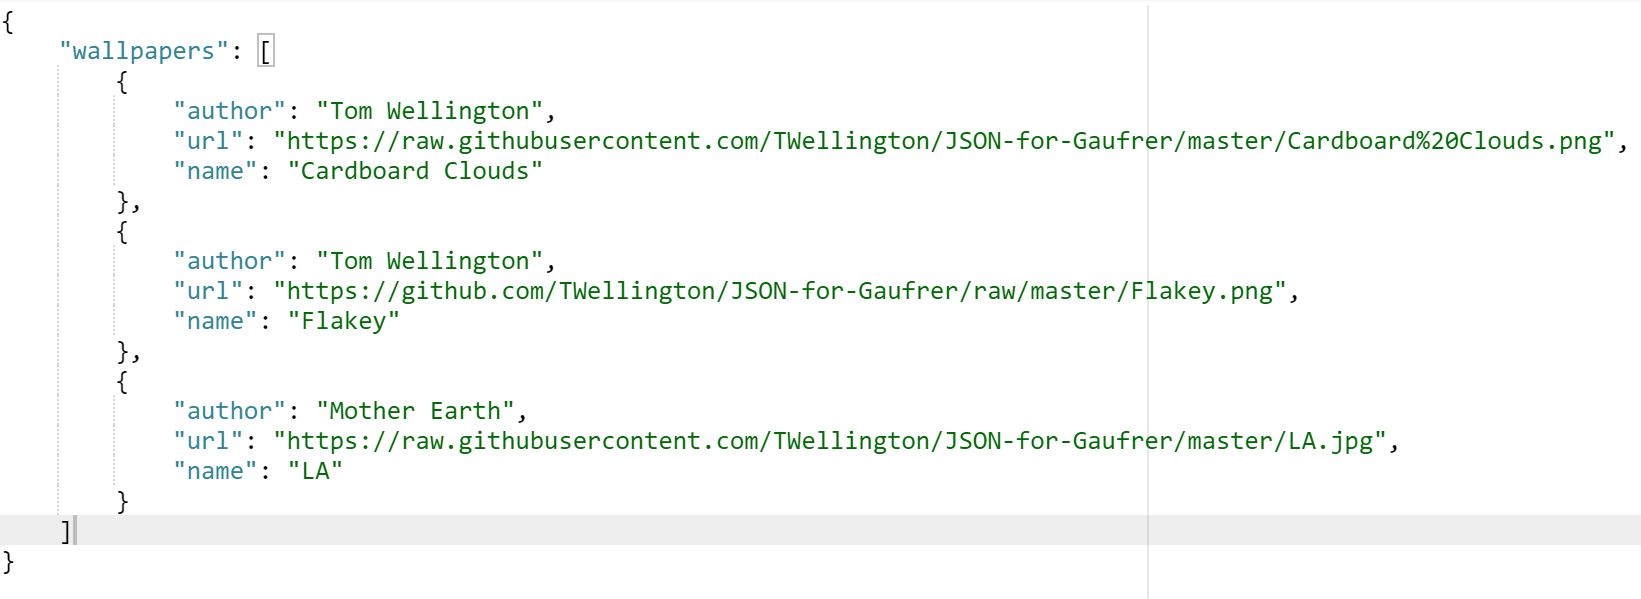 {
    "wallpapers": [
        {
            "author": "Tom Wellington",
            "url": "https://raw.githubusercontent.com/TWellington/JSON-for-Gaufrer/master/Cardboard%20Clouds.png",
            "name": "Cardboard Clouds"
        },
        {
            "author": "Tom Wellington",
            "url": "https://github.com/TWellington/JSON-for-Gaufrer/raw/master/Flakey.png",
            "name": "Flakey"
        },
        {
            "author": "Mother Earth",
            "url": "https://raw.githubusercontent.com/TWellington/JSON-for-Gaufrer/master/LA.jpg",
            "name": "LA"
        }
    ]
}